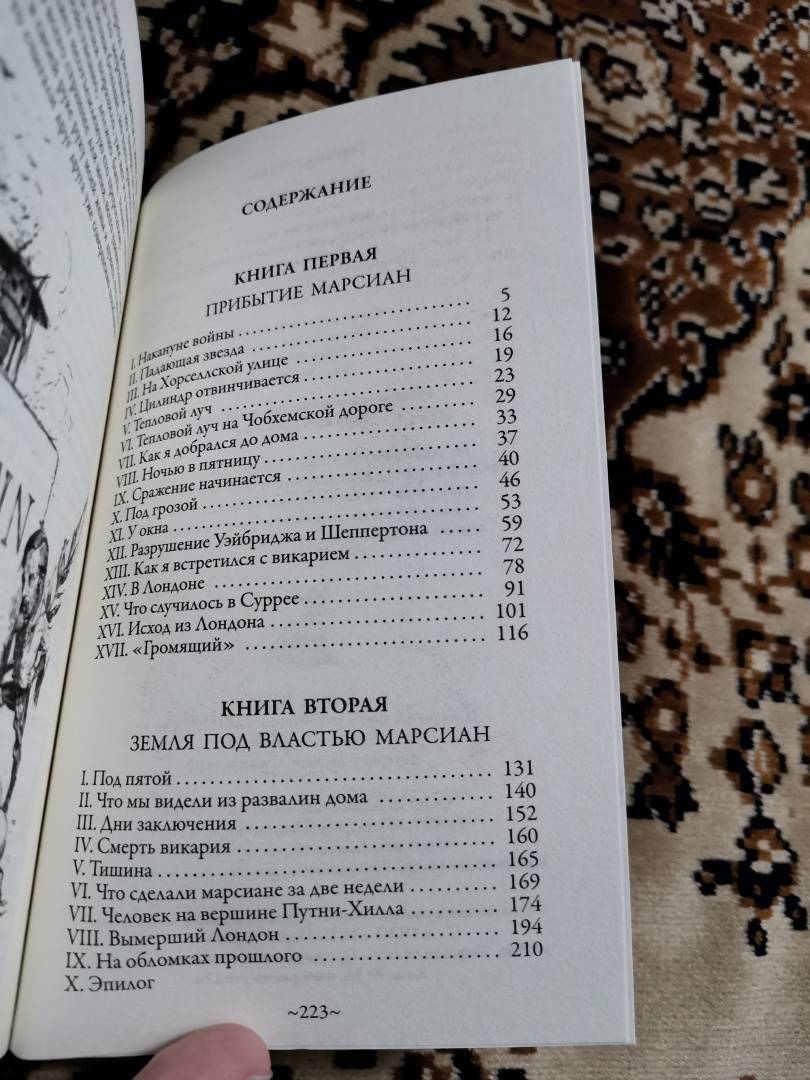 СОДЕРЖАНИЕ
КНИГА ПЕРВАЯ
ПРИБЫТИЕ МАРСИАН
I. Накануне войны ........................ 5
II. Падающая звезда ........................ 12
III. На Хорселлской улице ........................ 16
IV. Цилиндр отвинчивается ........................ 19
V. Тепловой луч ........................ 23
VI. Тепловой луч на Чобхемской дороге ........... 29
VII. Как я добрался до дома ........................ 33
VIII. Ночью в пятницу ........................ 37
IX. Сражение начинается ........................ 40
X. Под грозой ........................ 46
XI. У окна ........................ 53
XII. Разрушение Уэйбриджа и Шеппертона ..... 59
XIII. Как я встретился с викарием ................ 72
XIV. В Лондоне ........................ 78
XV. Что случилось в Суррее ........................ 91
XVI. Исход из Лондона ........................ 101
XVII. «Громящий» ........................ 116
КНИГА ВТОРАЯ
ЗЕМЛЯ ПОД ВЛАСТЬЮ МАРСИАН
I. Под пятой ........................ 131
II. Что мы видели из развалин дома ............. 140
III. Дни заключения ........................ 152
IV. Смерть викария ........................ 160
V. Тишина ........................ 165
VI. Что сделали марсиане за две недели ........... 169
VII. Человек на вершине Путни-Хилла ........... 174
VIII. Вымерший Лондон ........................ 194
IX. На обломках прошлого ........................ 210
X. Эпилог
~223~